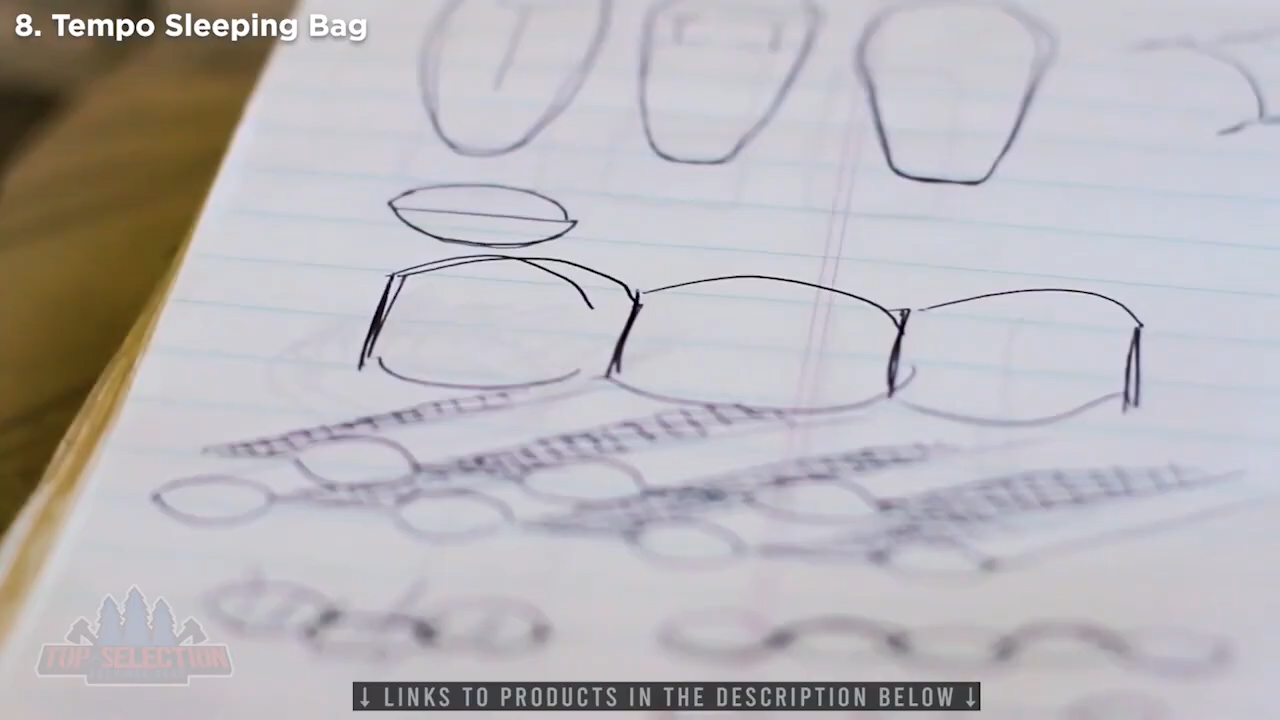 8. Tempo Sleeping Bag
TOP SELECTION
↓ LINKS TO PRODUCTS IN THE DESCRIPTION BELOW ↓